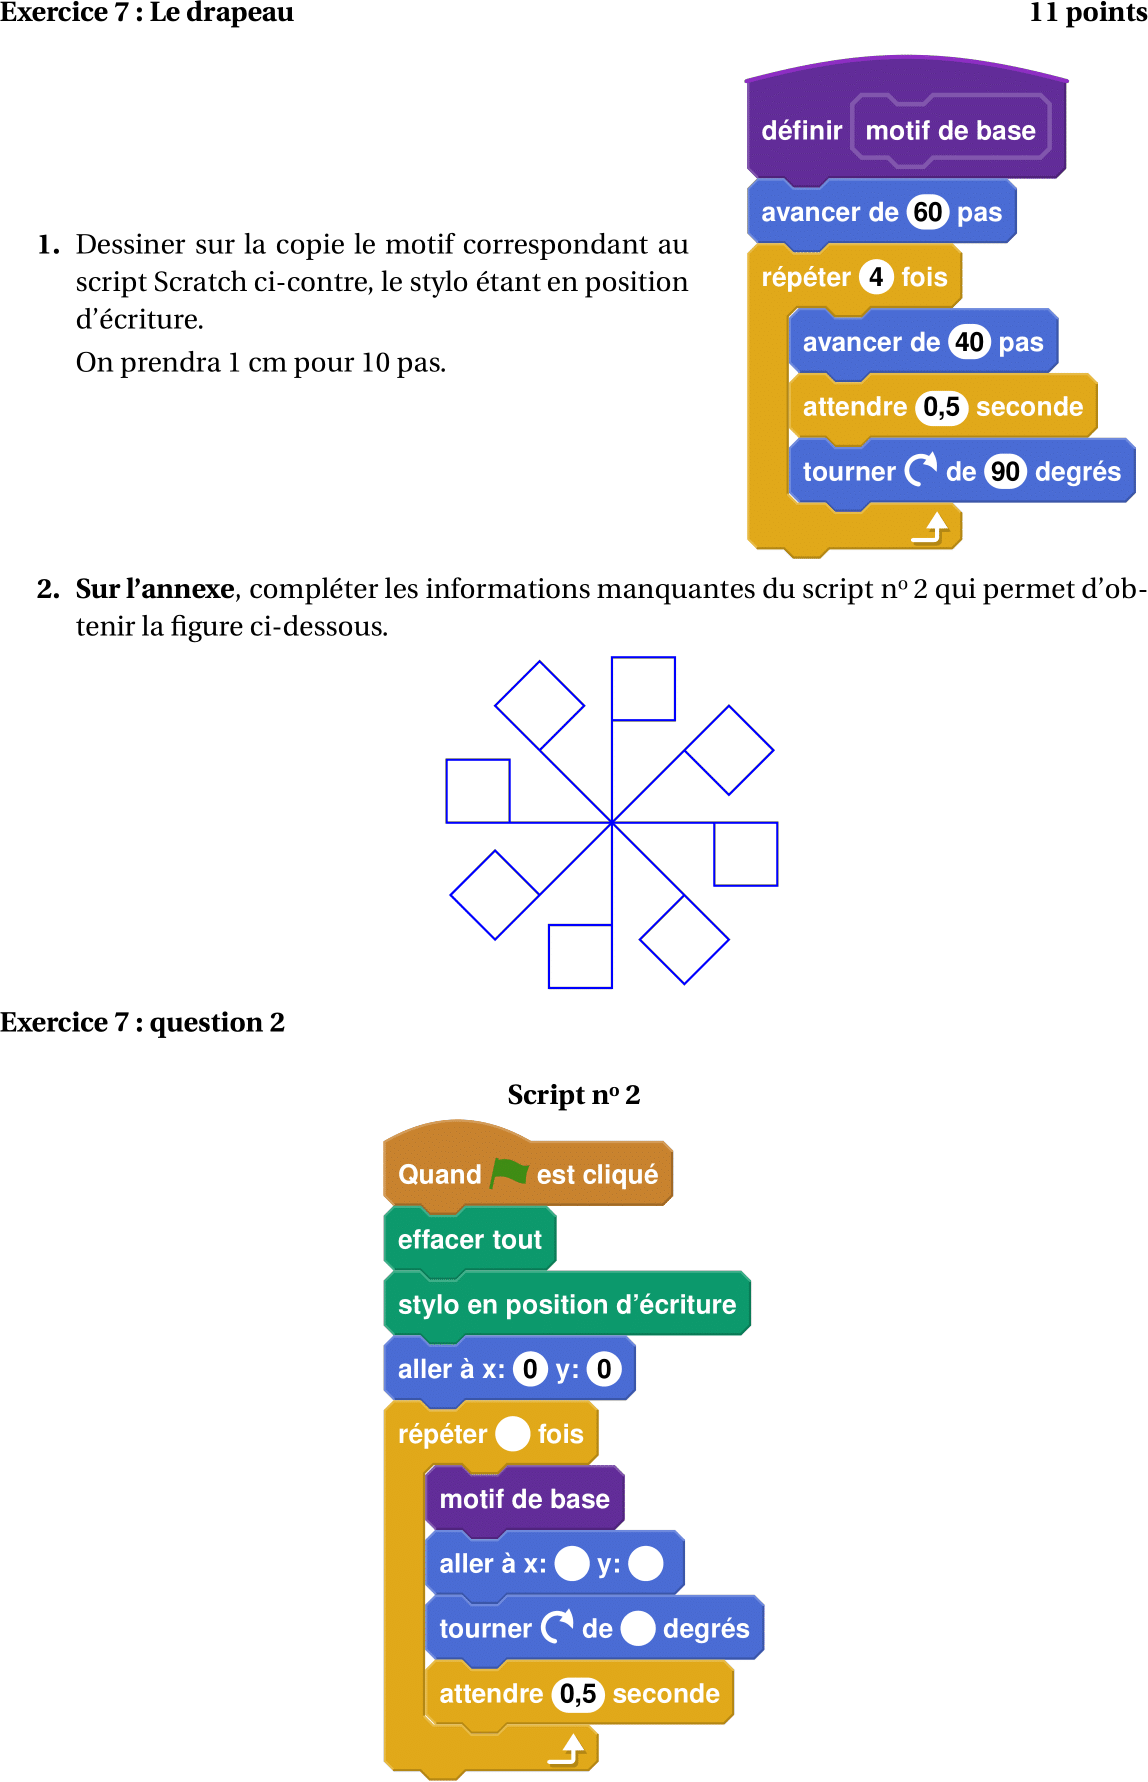 Exercice 7 : Le drapeau 11 points
définir motif de base
avancer de 60 pas
répéter 4 fois
avancer de 40 pas
attendre 0,5 seconde
tourner de 90 degrés
1. Dessiner sur la copie le motif correspondant au
script Scratch ci-contre, le stylo étant en position
d’écriture.
On prendra 1 cm pour 10 pas.
2. Sur l’annexe, compléter les informations manquantes du script nº 2 qui permet d’ob-
tenir la figure ci-dessous.
Exercice 7 : question 2
Script nº 2
Quand est cliqué
effacer tout
stylo en position d’écriture
aller à x: 0 y: 0
répéter fois
motif de base
aller à x: y:
tourner de degrés
attendre 0,5 seconde